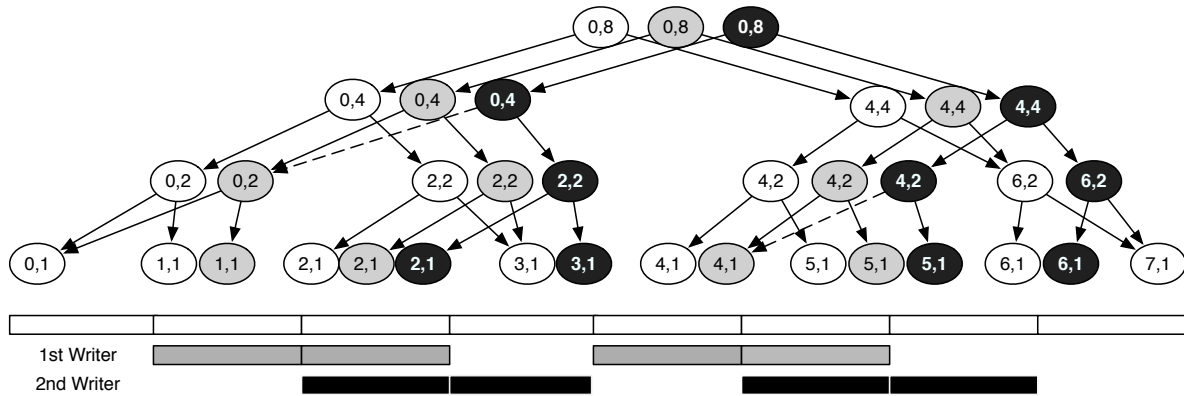 0,8 0,8 0,8
0,4 0,4 0,4 4,4 4,4 4,4
0,2 0,2 2,2 2,2 2,2 4,2 4,2 4,2 6,2 6,2
0,1 1,1 1,1 2,1 2,1 2,1 3,1 3,1 4,1 4,1 5,1 5,1 5,1 6,1 6,1 7,1
1st Writer
2nd Writer